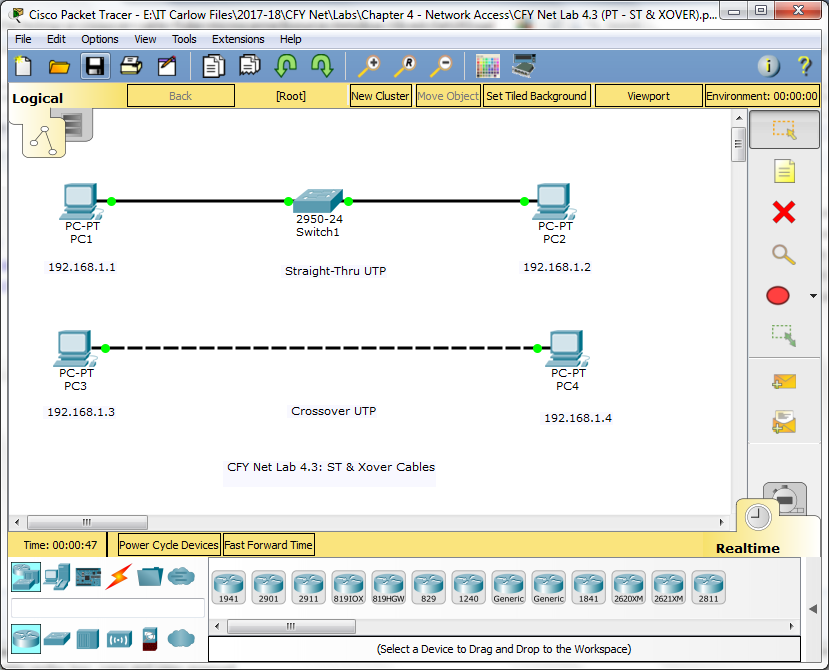 Cisco Packet Tracer - E:\IT Carlow Files\2017-18\CFY Net\Labs\Chapter 4 - Network Access\CFY Net Lab 4.3 (PT - ST & XOVER).p...
File Edit Options View Tools Extensions Help
Logical Back [Root] New Cluster Move Object Set Tiled Background Viewport Environment: 00:00:00
PC-PT
PC1
2950-24
Switch1
PC-PT
PC2
192.168.1.1
Straight-Thru UTP
192.168.1.2
PC-PT
PC3
PC-PT
PC4
192.168.1.3
Crossover UTP
192.168.1.4
CFY Net Lab 4.3: ST & Xover Cables
Time: 00:00:47 Power Cycle Devices Fast Forward Time
Realtime
1941 2901 2911 819IOX 819HGW 829 1240 Generic Generic 1841 2620XM 2621XM 2811
(Select a Device to Drag and Drop to the Workspace)